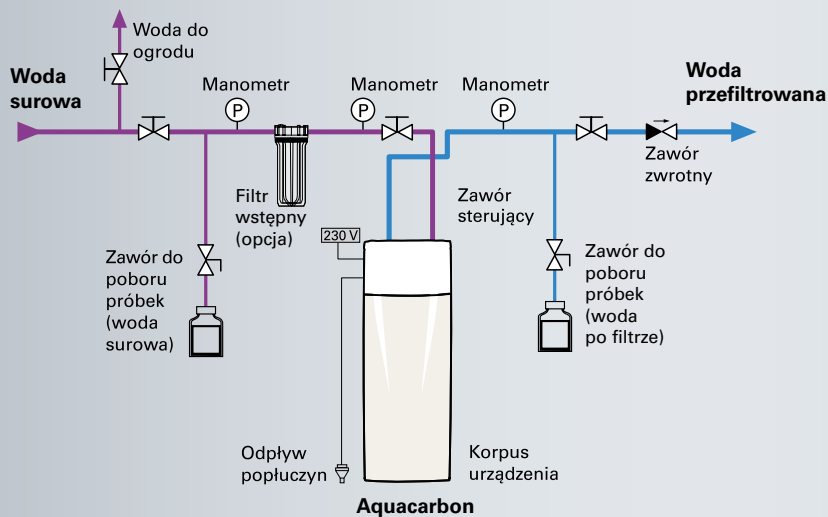 Woda do
ogrodu
Woda
surowa
Manometr
P
Manometr
P
Manometr
P
Woda
przefiltrowana
Zawór
zwrotny
Filtr
wstępny
(opcja)
Zawór
sterujący
230 V
Zawór do
poboru
próbek
(woda
surowa)
Zawór do
poboru
próbek
(woda
po filtrze)
Odpływ
popłuczyn
Korpus
urządzenia
Aquacarbon